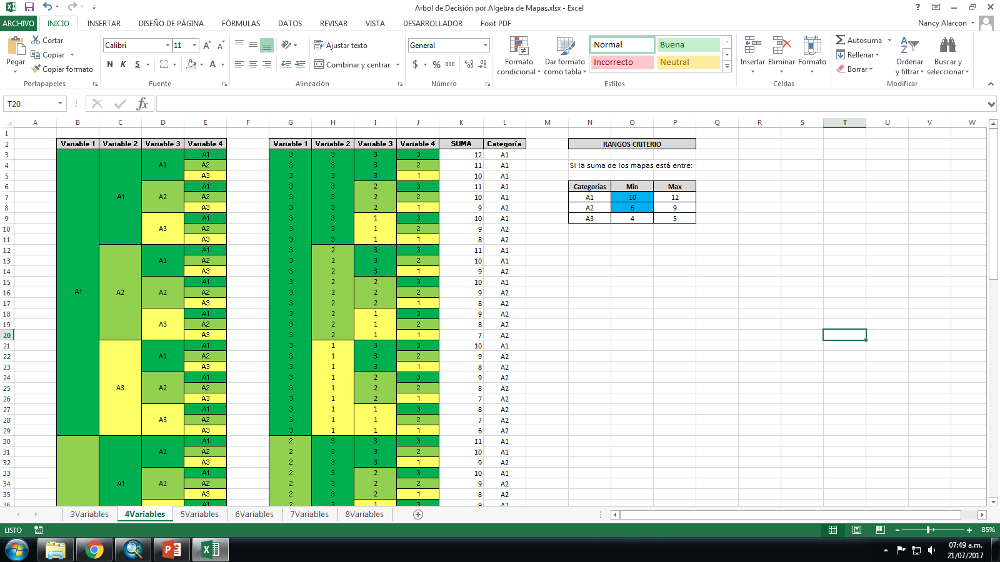 Arbol de Decisión por Algebra de Mapas.xlsx - Excel
ARCHIVO INICIO INSERTAR DISEÑO DE PÁGINA FÓRMULAS DATOS REVISAR VISTA DESARROLLADOR Foxit PDF Nancy Alarcon
Pegar
Cortar
Copiar
Copiar formato
Portapapeles
Calibri 11
N K S
Fuente
Ajustar texto
Combinar y centrar
Alineación
General
$ % 000
Número
Formato condicional
Dar formato como tabla
Normal Buena
Incorrecto Neutral
Estilos
Insertar Eliminar Formato
Celdas
Autosuma
Rellenar
Borrar
Ordenar y filtrar
Buscar y seleccionar
Modificar
T20 fx
A B C D E F G H I J K L M N O P Q R S T U V W
1
2 Variable 1 Variable 2 Variable 3 Variable 4 Variable 1 Variable 2 Variable 3 Variable 4 SUMA Categoría RANGOS CRITERIO
3 A1 3 3 3 3 12 A1
4 A1 A2 3 3 3 2 11 A1 Si la suma de los mapas está entre:
5 A3 3 3 3 1 10 A1
6 A1 3 3 2 3 11 A1 Categorías Min Max
7 A1 A2 A2 3 3 2 2 10 A1 A1 10 12
8 A3 3 3 2 1 9 A2 A2 6 9
9 A1 3 3 1 3 10 A1 A3 4 5
10 A3 A2 3 3 1 2 9 A2
11 A3 3 3 1 1 8 A2
12 A1 3 2 3 3 11 A1
13 A1 A2 3 2 3 2 10 A1
14 A3 3 2 3 1 9 A2
15 A1 3 2 2 3 10 A1
16 A1 A2 A2 A2 3 2 2 2 9 A2
17 A3 3 2 2 1 8 A2
18 A1 3 2 1 3 9 A2
19 A3 A2 3 2 1 2 8 A2
20 A3 3 2 1 1 7 A2
21 A1 3 1 3 3 10 A1
22 A1 A2 3 1 3 2 9 A2
23 A3 3 1 3 1 8 A2
24 A1 3 1 2 3 9 A2
25 A3 A2 A2 3 1 2 2 8 A2
26 A3 3 1 2 1 7 A2
27 A1 3 1 1 3 8 A2
28 A3 A2 3 1 1 2 7 A2
29 A3 3 1 1 1 6 A2
30 A1 2 3 3 3 11 A1
31 A1 A2 2 3 3 2 10 A1
32 A3 2 3 3 1 9 A2
33 A1 2 3 2 3 10 A1
34 A1 A2 A2 2 3 2 2 9 A2
35 A3 2 3 2 1 8 A2
36 A1 2 3 1 3 9 A2
3Variables 4Variables 5Variables 6Variables 7Variables 8Variables
LISTO 85%
07:49 a.m.
21/07/2017